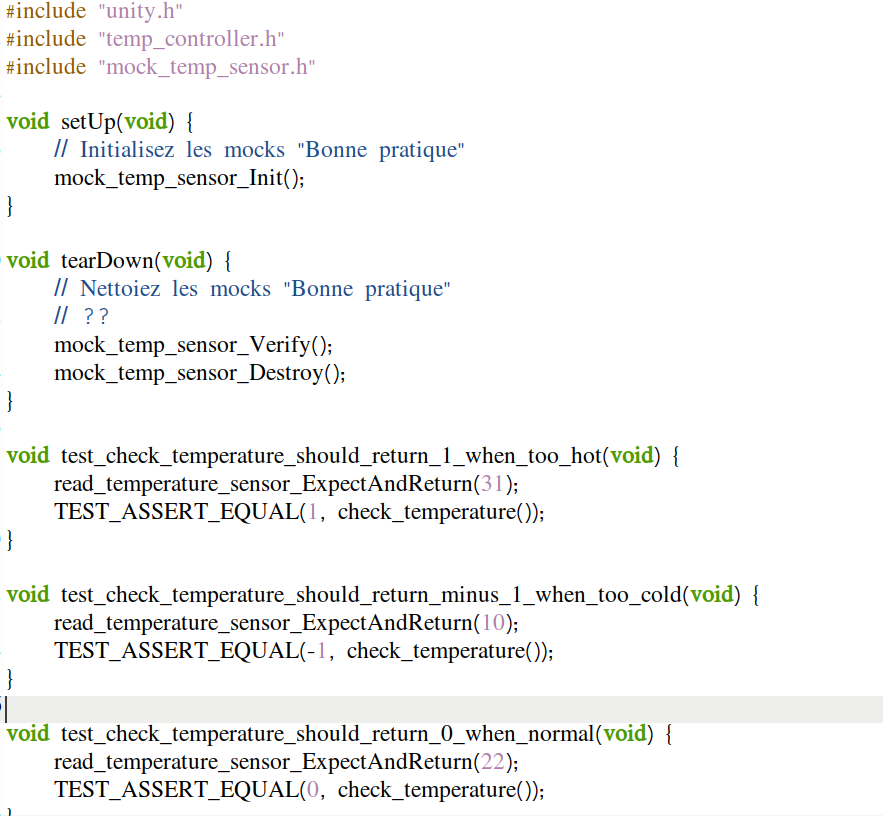 #include "unity.h"
#include "temp_controller.h"
#include "mock_temp_sensor.h"
void setUp(void) {
// Initialisez les mocks "Bonne pratique"
mock_temp_sensor_Init();
}
void tearDown(void) {
// Nettoiez les mocks "Bonne pratique"
// ??
mock_temp_sensor_Verify();
mock_temp_sensor_Destroy();
}
void test_check_temperature_should_return_1_when_too_hot(void) {
read_temperature_sensor_ExpectAndReturn(31);
TEST_ASSERT_EQUAL(1, check_temperature());
}
void test_check_temperature_should_return_minus_1_when_too_cold(void) {
read_temperature_sensor_ExpectAndReturn(10);
TEST_ASSERT_EQUAL(-1, check_temperature());
}
void test_check_temperature_should_return_0_when_normal(void) {
read_temperature_sensor_ExpectAndReturn(22);
TEST_ASSERT_EQUAL(0, check_temperature());